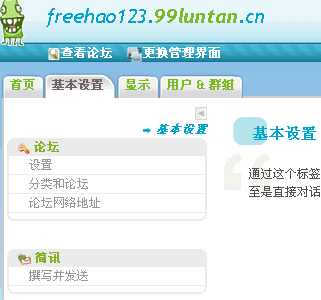 freehao123.99luntan.cn
查看论坛 更换管理界面
首页 基本设置 显示 用户 & 群组
基本设置
论坛
设置
分类和论坛
论坛网络地址
简讯
撰写并发送
基本设置
通过这个标签
至是直接对话